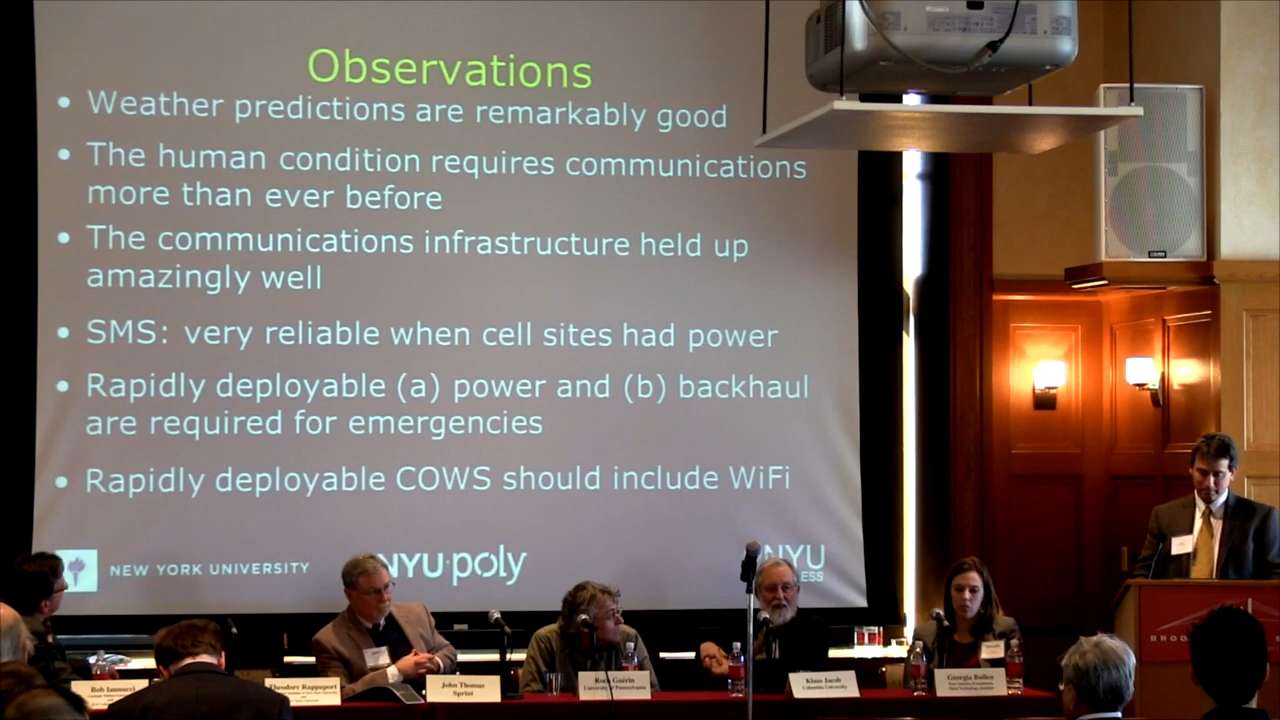 Observations
• Weather predictions are remarkably good
• The human condition requires communications
more than ever before
• The communications infrastructure held up
amazingly well
• SMS: very reliable when cell sites had power
• Rapidly deployable (a) power and (b) backhaul
are required for emergencies
• Rapidly deployable COWS should include WiFi
NEW YORK UNIVERSITY
NYU·poly
NYU
ESS
Bob Iannucci
Theodore Rappaport
John Thomas
Sprint
Roch Guérin
University of Pennsylvania
Klaus Jacob
Columbia University
Georgia Bullen
BROO